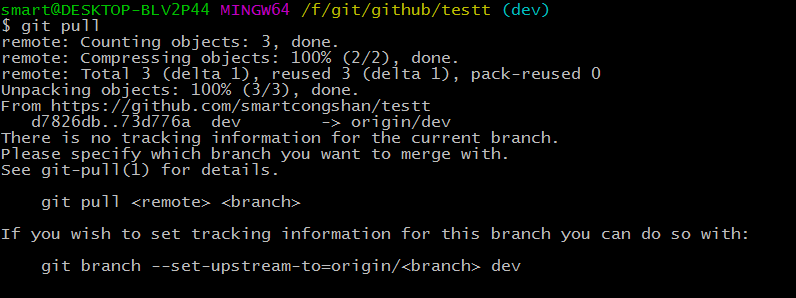 smart@DESKTOP-BLV2P44 MINGW64 /f/git/github/testt (dev)
$ git pull
remote: Counting objects: 3, done.
remote: Compressing objects: 100% (2/2), done.
remote: Total 3 (delta 1), reused 3 (delta 1), pack-reused 0
Unpacking objects: 100% (3/3), done.
From https://github.com/smartcongshan/testt
   d7826db..73d776a  dev        -> origin/dev
There is no tracking information for the current branch.
Please specify which branch you want to merge with.
See git-pull(1) for details.
    git pull <remote> <branch>
If you wish to set tracking information for this branch you can do so with:
    git branch --set-upstream-to=origin/<branch> dev